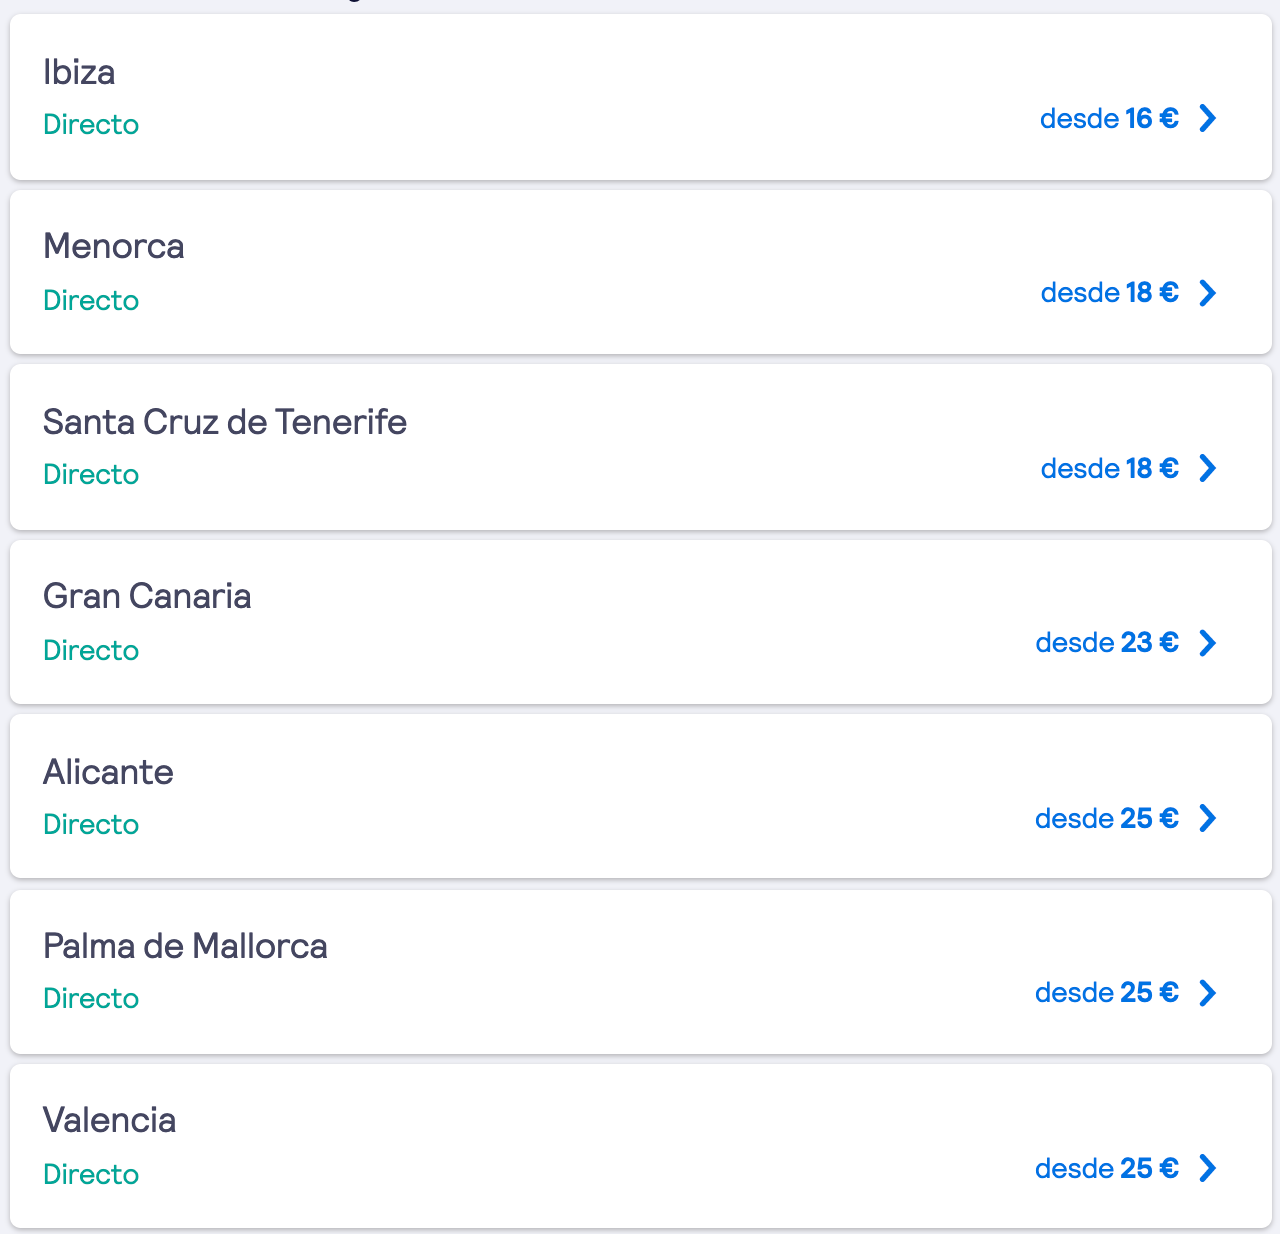 Ibiza
Directo
desde 16 €
Menorca
Directo
desde 18 €
Santa Cruz de Tenerife
Directo
desde 18 €
Gran Canaria
Directo
desde 23 €
Alicante
Directo
desde 25 €
Palma de Mallorca
Directo
desde 25 €
Valencia
Directo
desde 25 €